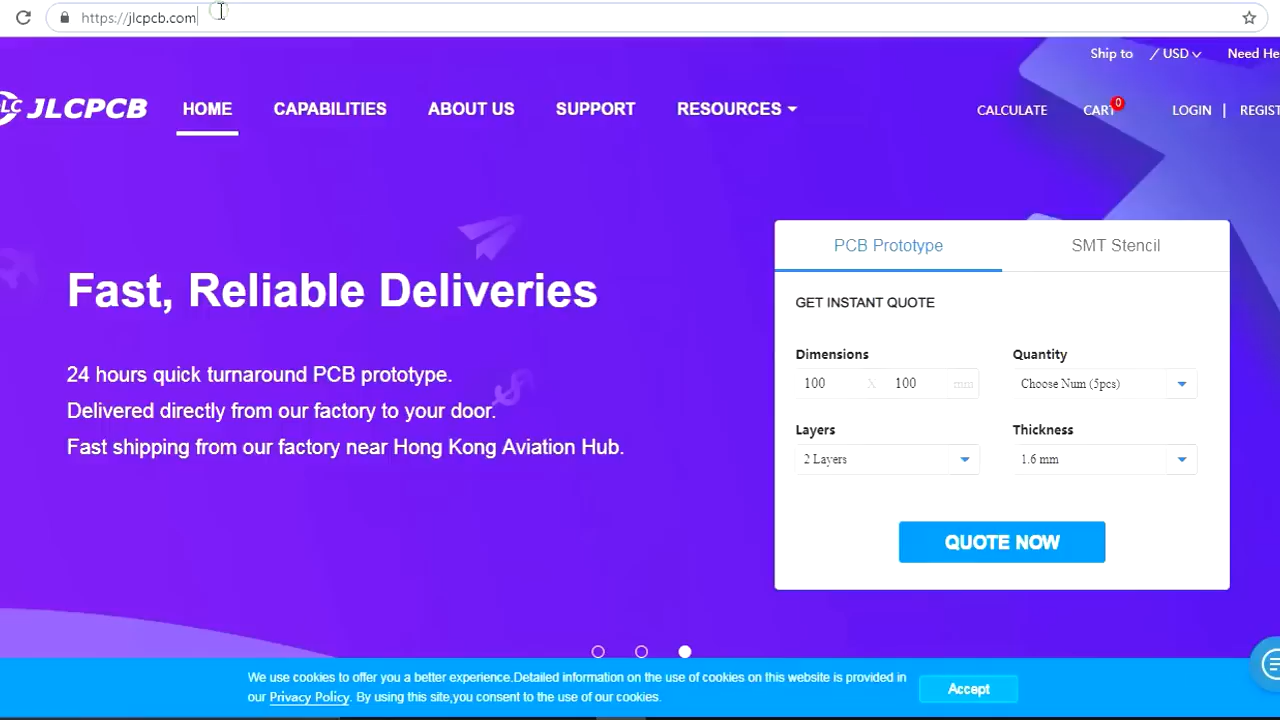 https://jlcpcb.com
Ship to / USD Need He
JLCPCB HOME CAPABILITIES ABOUT US SUPPORT RESOURCES CALCULATE CART 0 LOGIN | REGIST
PCB Prototype SMT Stencil
GET INSTANT QUOTE
Fast, Reliable Deliveries
Dimensions Quantity
100 X 100 mm Choose Num (5pcs)
24 hours quick turnaround PCB prototype.
Delivered directly from our factory to your door.
Fast shipping from our factory near Hong Kong Aviation Hub.
Layers Thickness
2 Layers 1.6 mm
QUOTE NOW
We use cookies to offer you a better experience.Detailed information on the use of cookies on this website is provided in
our Privacy Policy. By using this site,you consent to the use of our cookies.
Accept